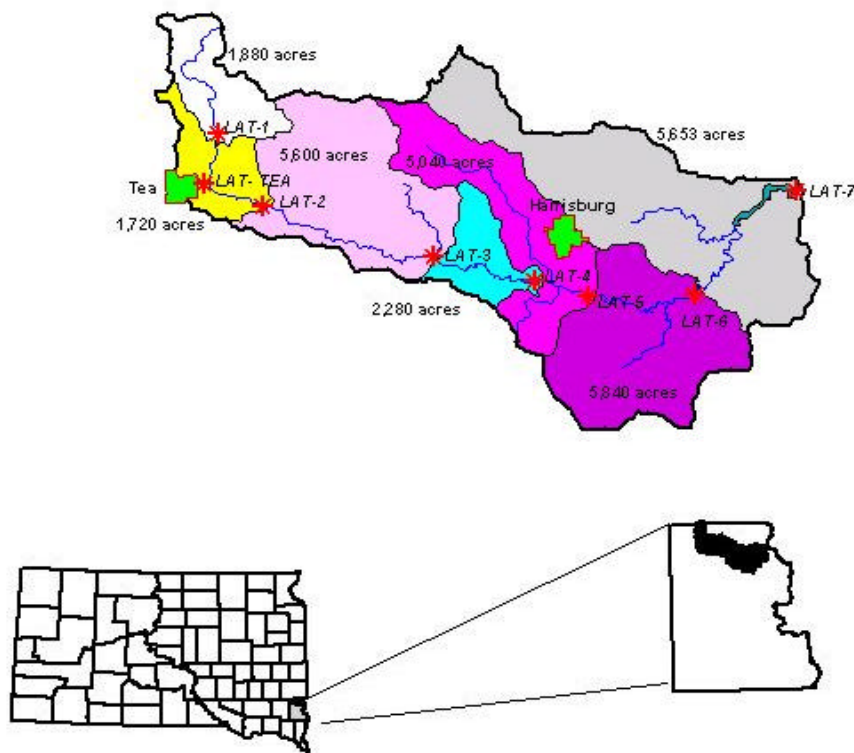 1,880 acres
LAT-1
5,653 acres
5,600 acres
5,040 acres
Tea
LAT- TEA
LAT-7
LAT-2
Harrisburg
1,720 acres
LAT-3
LAT-4
2,280 acres
LAT-5
LAT-6
5,840 acres